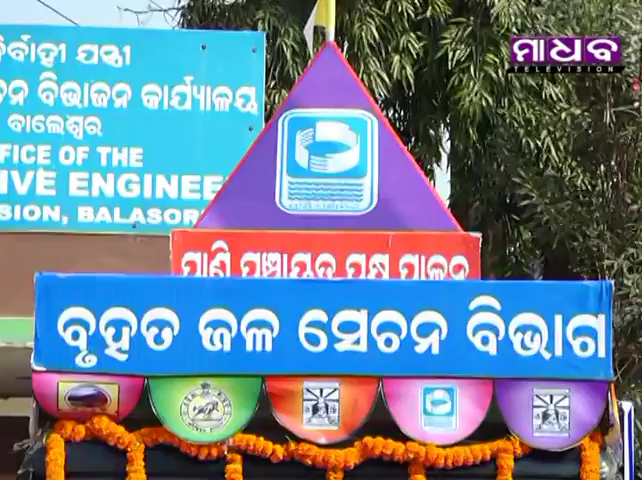 ନିର୍ବାହୀ ଯନ୍ତ୍ରୀ
ବିଭାଜନ କାର୍ଯ୍ୟାଳୟ
ବାଲେଶ୍ୱର
FFICE OF THE
IVE ENGINEE
SION, BALASOR
ମାଧବ
TELEVISION
ପାଣି ପଞ୍ଚାୟତ ପକ୍ଷ ପାଳନ
ବୃହତ ଜଳ ସେଚନ ବିଭାଗ